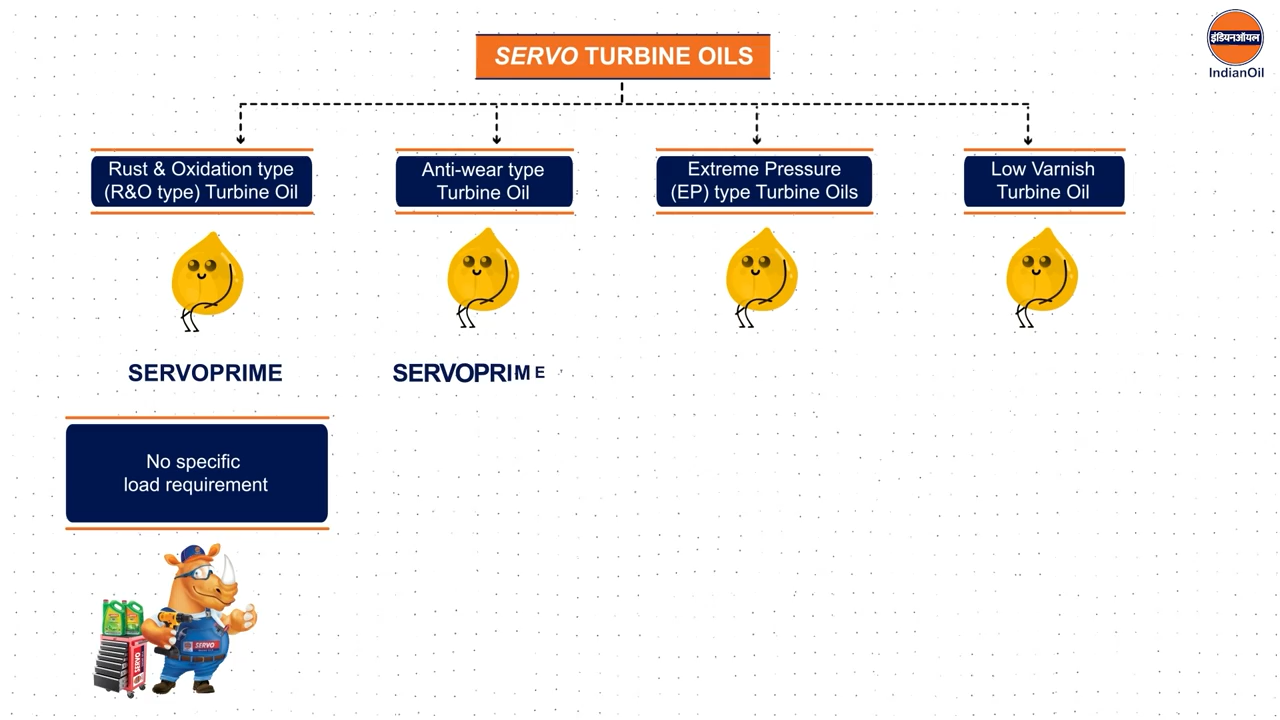 SERVO TURBINE OILS
इंडियनऑयल
IndianOil
Rust & Oxidation type
(R&O type) Turbine Oil
Anti-wear type
Turbine Oil
Extreme Pressure
(EP) type Turbine Oils
Low Varnish
Turbine Oil
SERVOPRIME
SERVOPRIME
No specific
load requirement
SERVO
SERVO